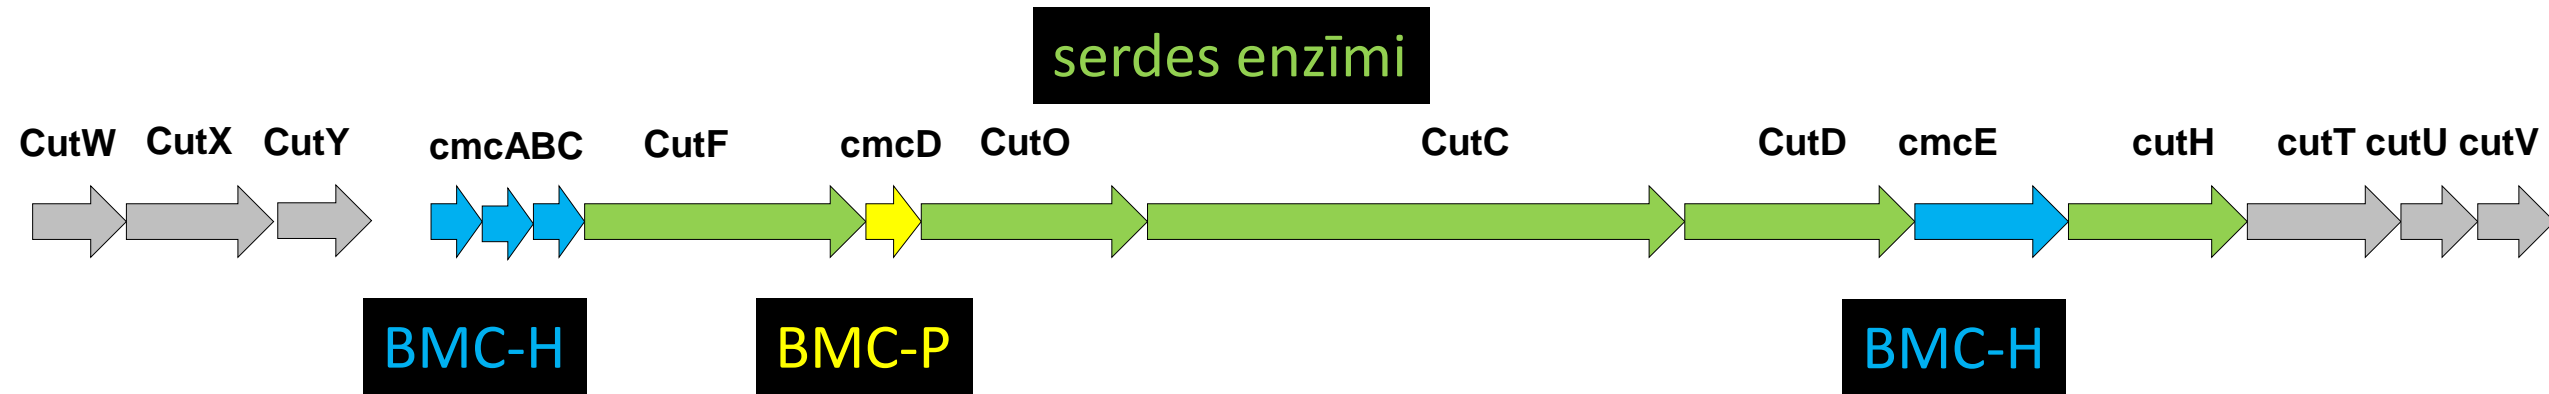 serdes enzīmi
CutW CutX CutY cmcABC CutF cmcD CutO CutC CutD cmcE cutH cutT cutU cutV
BMC-H BMC-P BMC-H